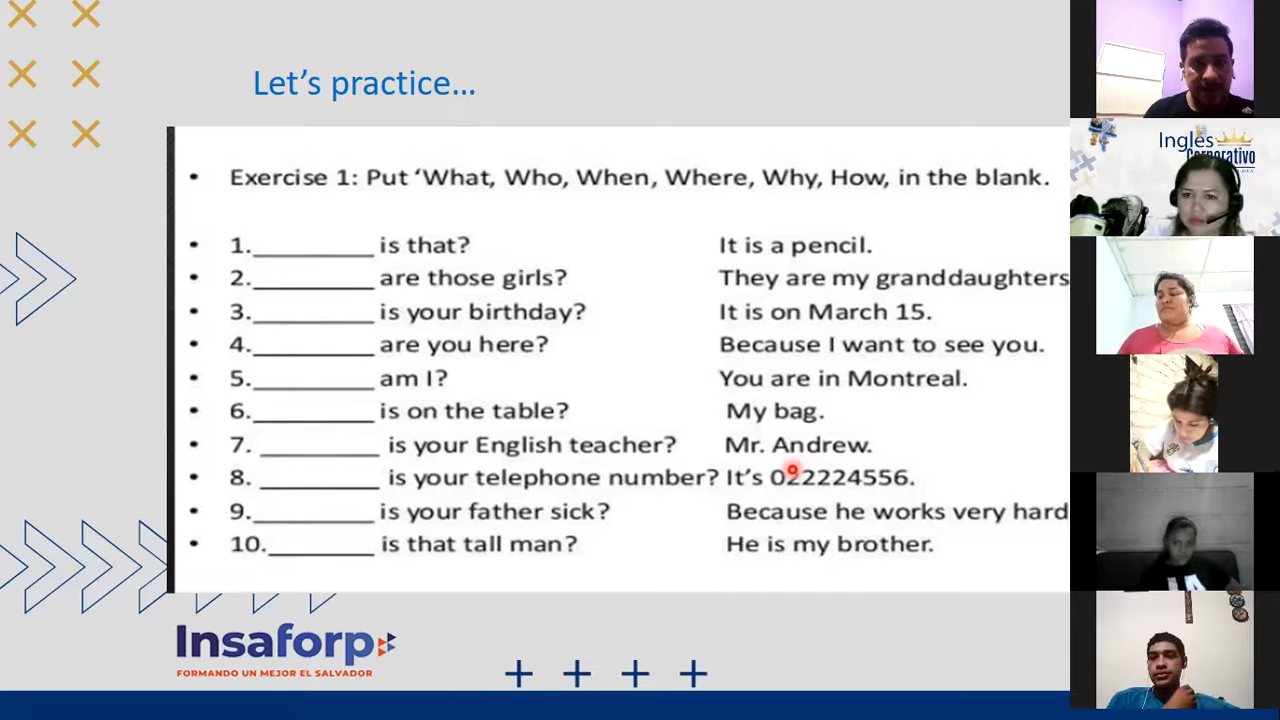 Let's practice...
• Exercise 1: Put 'What, Who, When, Where, Why, How, in the blank.
• 1.__________ is that? It is a pencil.
• 2.__________ are those girls? They are my granddaughters
• 3.__________ is your birthday? It is on March 15.
• 4.__________ are you here? Because I want to see you.
• 5.__________ am I? You are in Montreal.
• 6.__________ is on the table? My bag.
• 7. __________ is your English teacher? Mr. Andrew.
• 8. __________ is your telephone number? It's 022224556.
• 9.__________ is your father sick? Because he works very hard
• 10._________ is that tall man? He is my brother.
Insaforp
FORMANDO UN MEJOR EL SALVADOR
Ingles
Corporativo